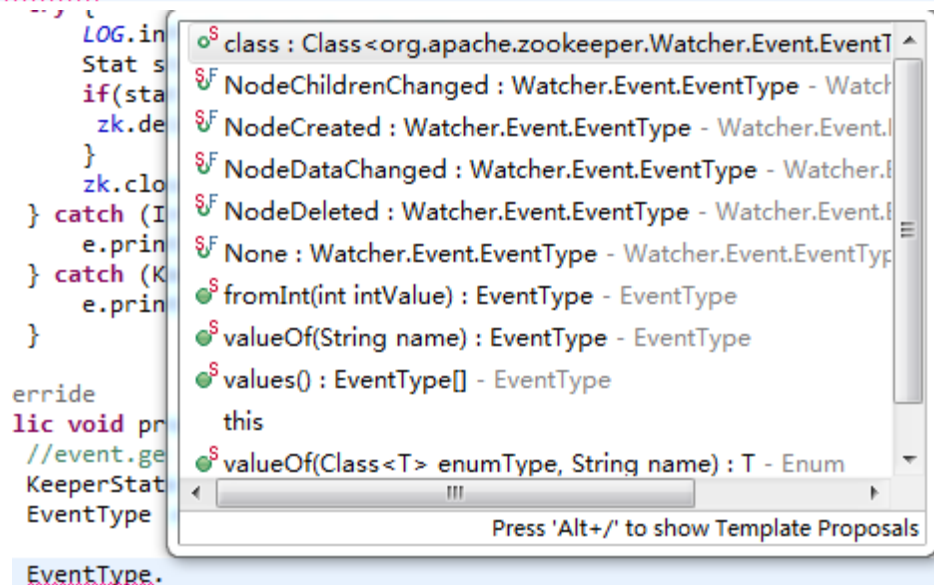 try {
LOG.in
Stat s
if(sta
zk.de
}
zk.clo
} catch (I
e.prin
} catch (K
e.prin
}
erride
lic void pr
//event.ge
KeeperStat
EventType
EventType.
class : Class<org.apache.zookeeper.Watcher.Event.EventT
NodeChildrenChanged : Watcher.Event.EventType - Watch
NodeCreated : Watcher.Event.EventType - Watcher.Event.
NodeDataChanged : Watcher.Event.EventType - Watcher.
NodeDeleted : Watcher.Event.EventType - Watcher.Event.
None : Watcher.Event.EventType - Watcher.Event.EventTyp
fromInt(int intValue) : EventType - EventType
valueOf(String name) : EventType - EventType
values() : EventType[] - EventType
this
valueOf(Class<T> enumType, String name) : T - Enum
Press 'Alt+/' to show Template Proposals